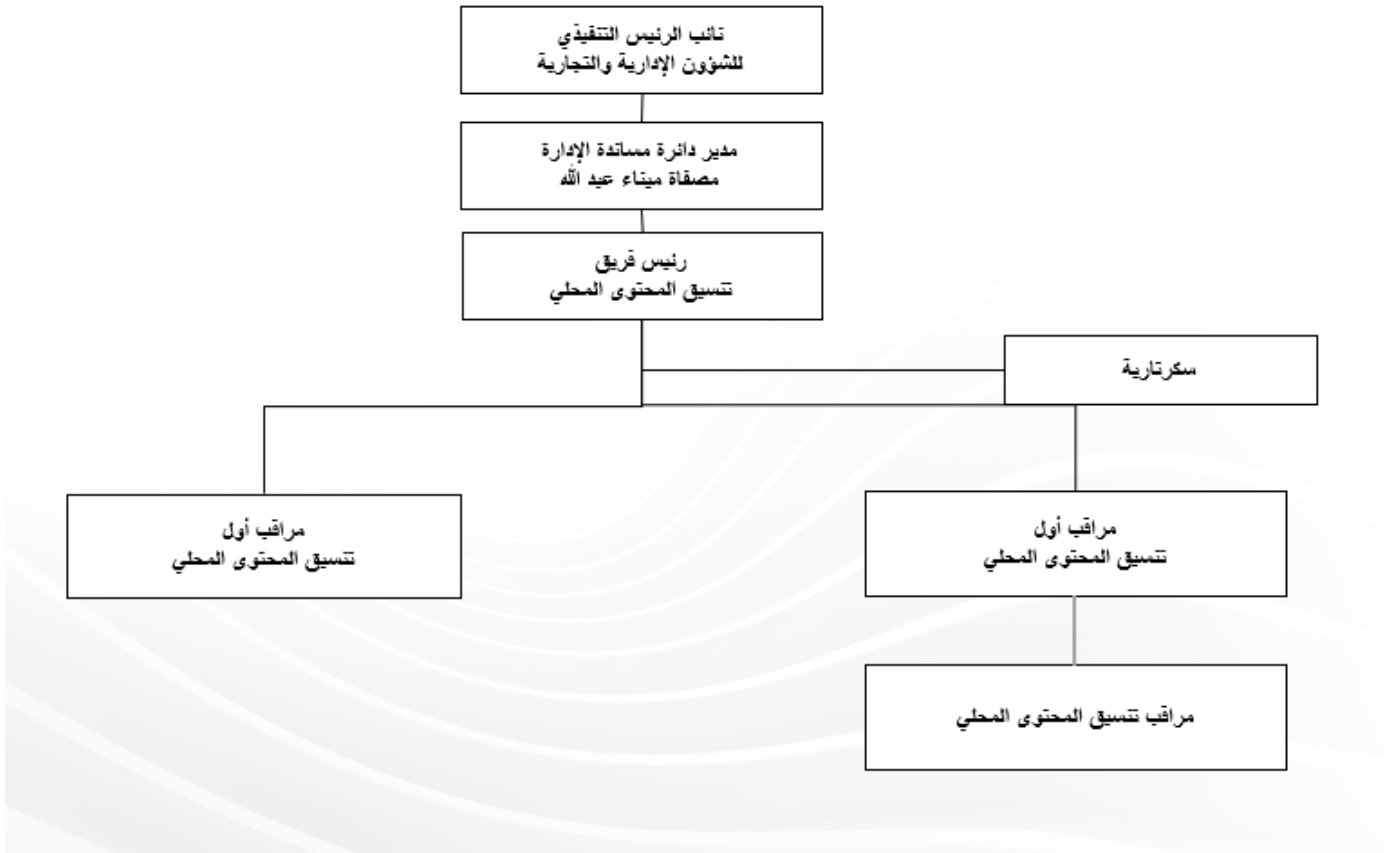 نائب الرئيس التنفيذي
للشؤون الإدارية والتجارية
مدير دائرة مساندة الإدارة
مصفاة ميناء عبد الله
رئيس فريق
تنسيق المحتوى المحلي
سكرتارية
مراقب أول
تنسيق المحتوى المحلي
مراقب أول
تنسيق المحتوى المحلي
مراقب تنسيق المحتوى المحلي